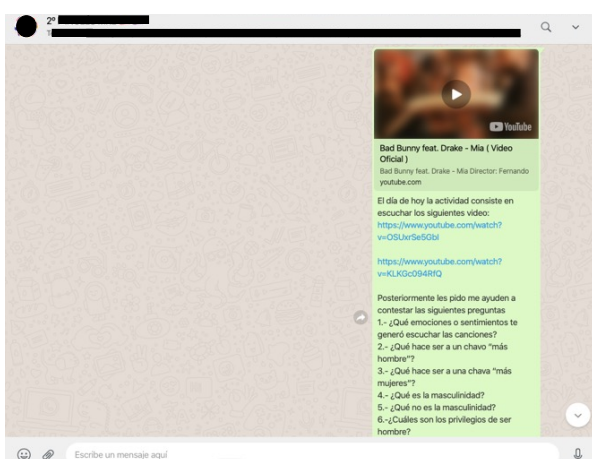 2º
YouTube
Bad Bunny feat. Drake - Mia ( Video
Oficial )
Bad Bunny feat. Drake - Mia Director: Fernando
youtube.com
El día de hoy la actividad consiste en
escuchar los siguientes video:
https://www.youtube.com/watch?
v=OSUxrSe5GbI
https://www.youtube.com/watch?
v=KLKGc094RfQ
Posteriormente les pido me ayuden a
contestar las siguientes preguntas
1.- ¿Qué emociones o sentimientos te
generó escuchar las canciones?
2.- ¿Qué hace ser a un chavo “más
hombre”?
3.- ¿Qué hace ser a una chava “más
mujeres”?
4.- ¿Qué es la masculinidad?
5.- ¿Qué no es la masculinidad?
6.-¿Cuáles son los privilegios de ser
hombre?
Escribe un mensaje aquí